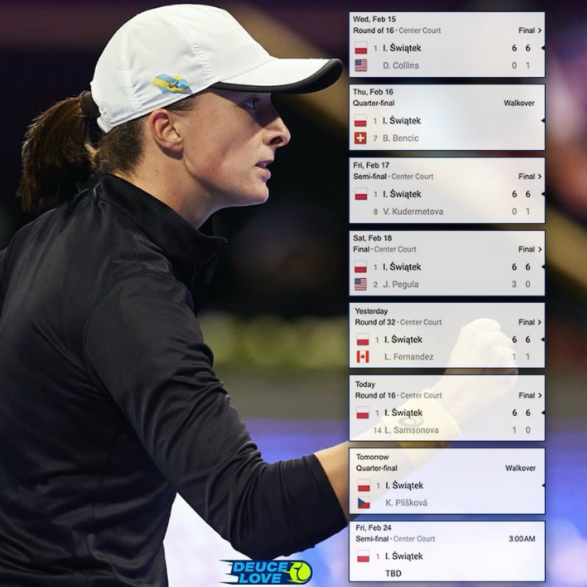 Wed, Feb 15
Round of 16 · Center Court Final >
1 I. Świątek 6 6
D. Collins 0 1
Thu, Feb 16
Quarter-final Walkover
1 I. Świątek
7 B. Bencic
Fri, Feb 17
Semi-final · Center Court Final >
1 I. Świątek 6 6
8 V. Kudermetova 0 1
Sat, Feb 18
Final · Center Court Final >
1 I. Świątek 6 6
2 J. Pegula 3 0
Yesterday
Round of 32 · Center Court Final >
1 I. Świątek 6 6
L. Fernandez 1 1
Today
Round of 16 · Center Court Final >
1 I. Świątek 6 6
14 L. Samsonova 1 0
Tomorrow
Quarter-final Walkover
1 I. Świątek
K. Plíšková
Fri, Feb 24
Semi-final · Center Court 3:00 AM
1 I. Świątek
TBD
DEUCE
LOVE